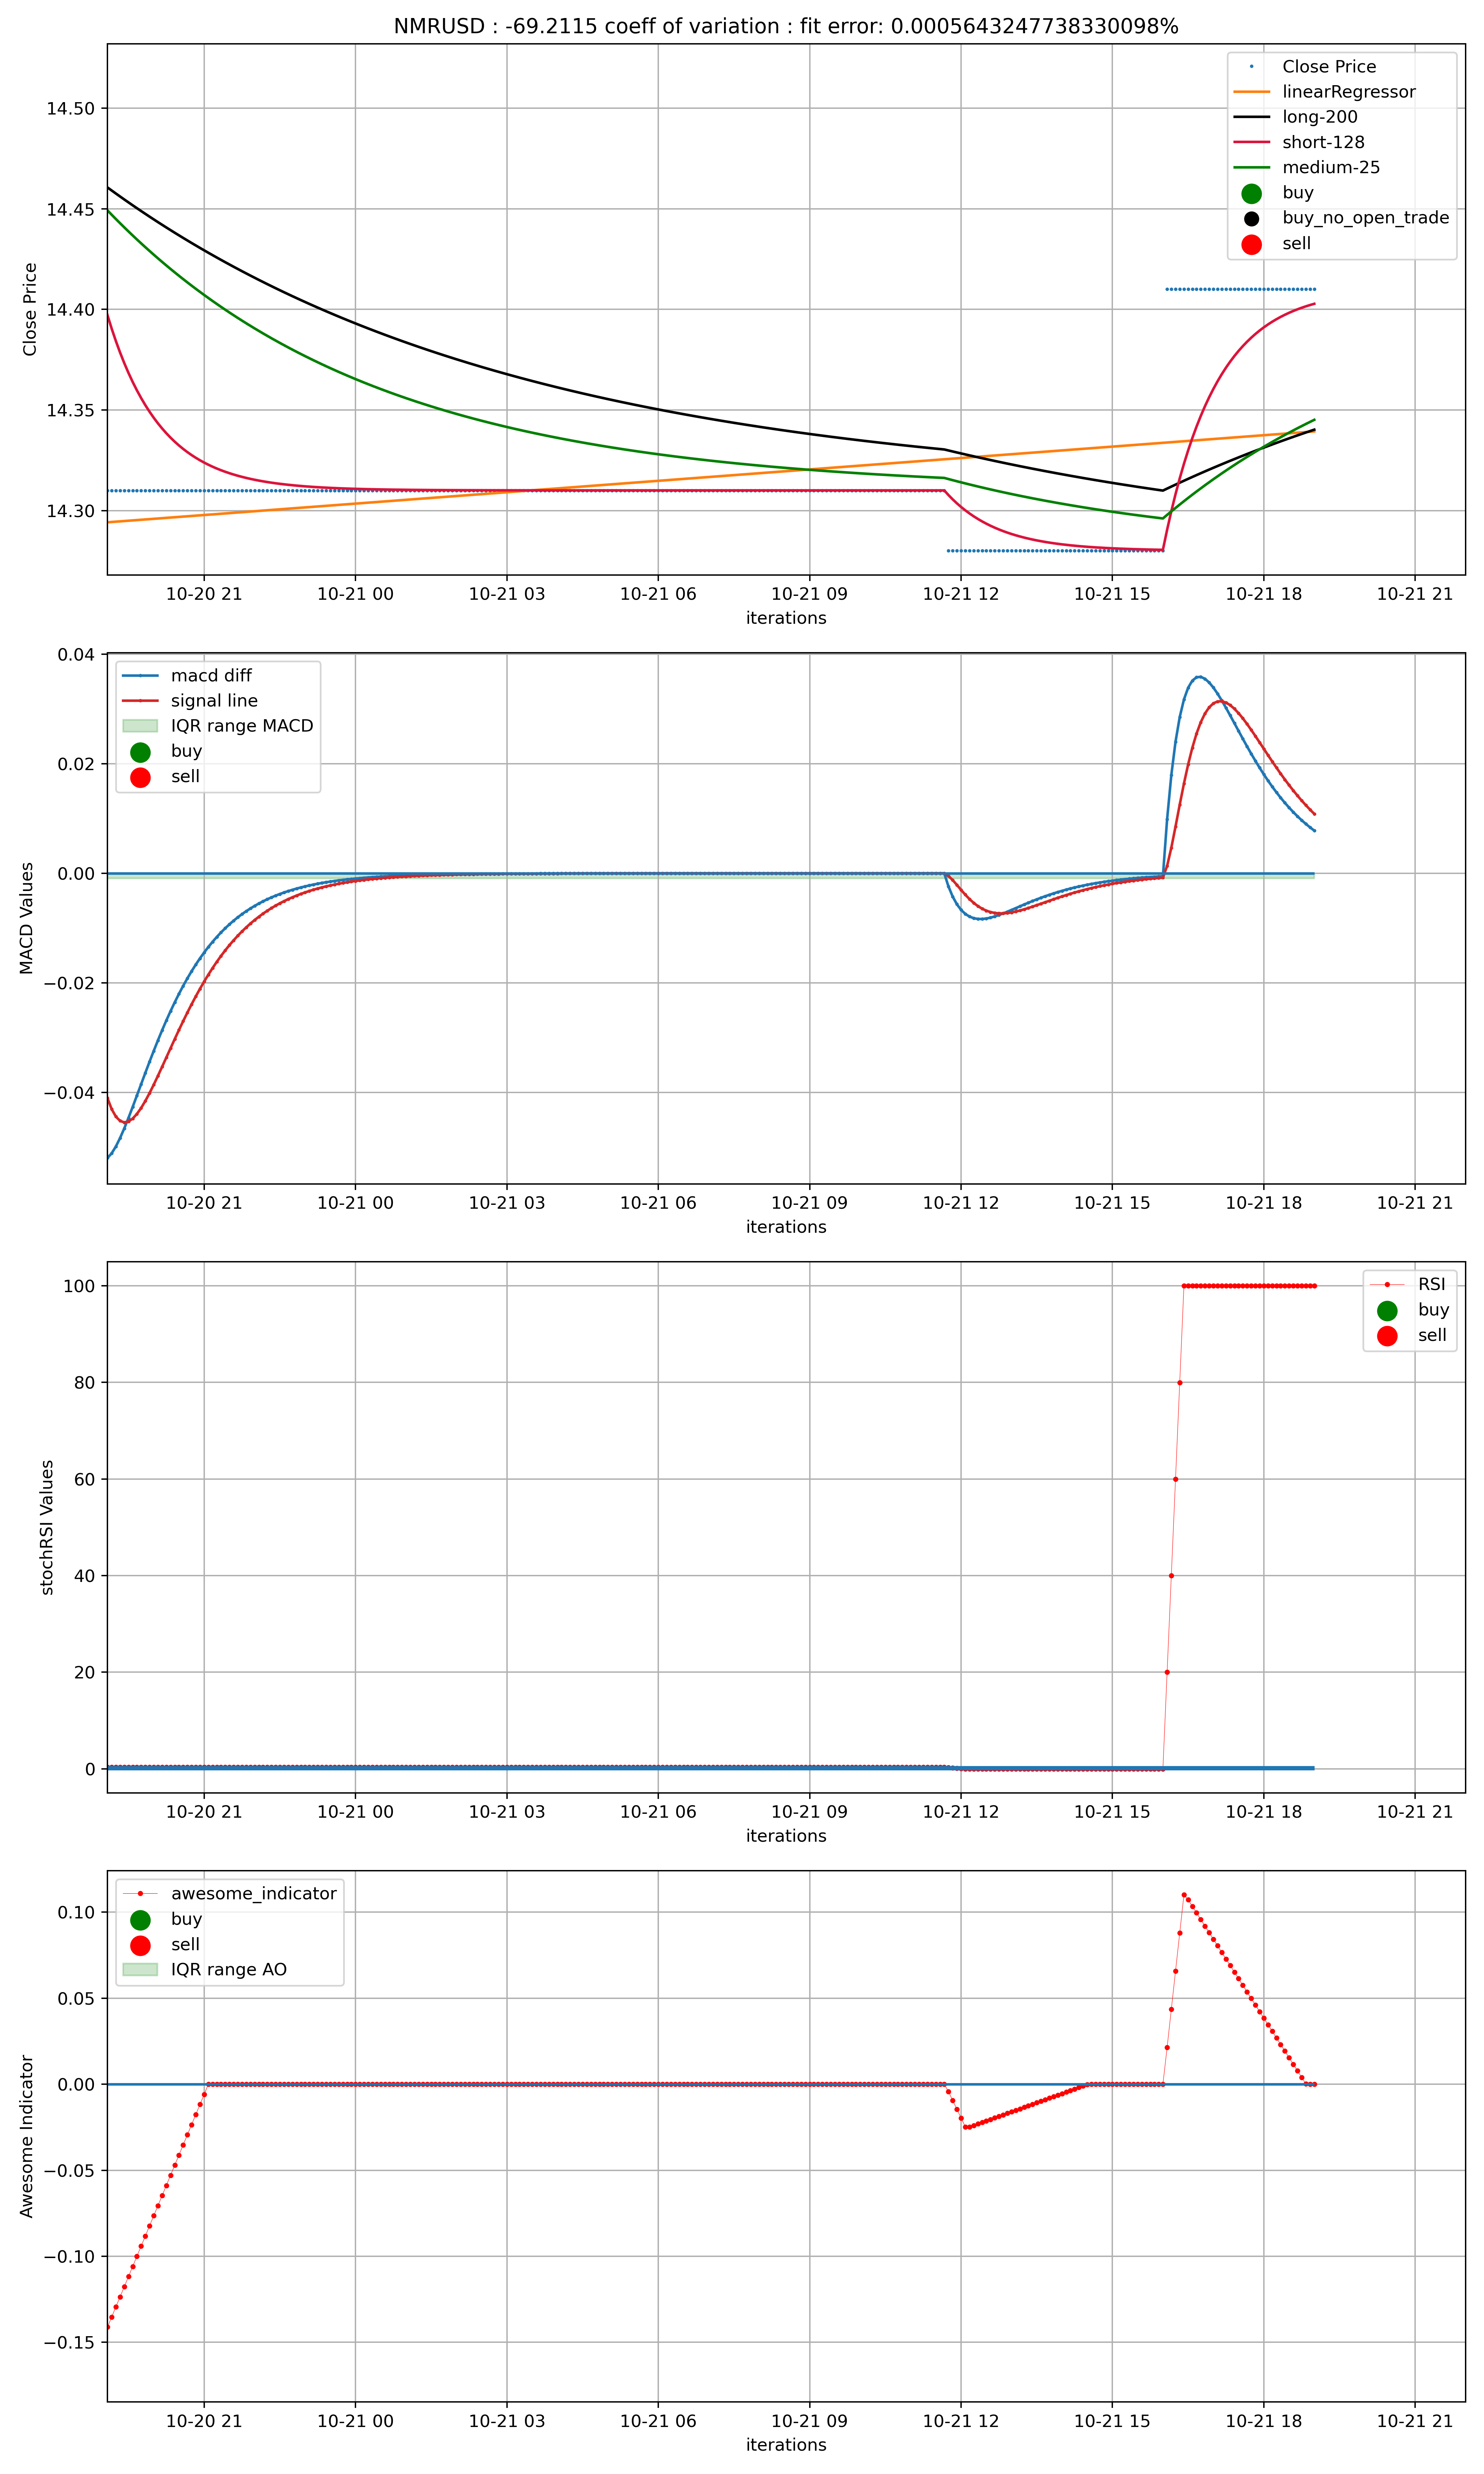 NMRUSD : -69.2115 coeff of variation : fit error: 0.0005643247738330098%
Close Price
14.50
14.45
14.40
14.35
14.30
Close Price
linearRegressor
long-200
short-128
medium-25
buy
buy_no_open_trade
sell
10-20 21
10-21 00
10-21 03
10-21 06
10-21 09
10-21 12
10-21 15
10-21 18
10-21 21
iterations
MACD Values
0.04
0.02
0.00
−0.02
−0.04
macd diff
signal line
IQR range MACD
buy
sell
10-20 21
10-21 00
10-21 03
10-21 06
10-21 09
10-21 12
10-21 15
10-21 18
10-21 21
iterations
stochRSI Values
100
80
60
40
20
0
RSI
buy
sell
10-20 21
10-21 00
10-21 03
10-21 06
10-21 09
10-21 12
10-21 15
10-21 18
10-21 21
iterations
Awesome Indicator
0.10
0.05
0.00
−0.05
−0.10
−0.15
awesome_indicator
buy
sell
IQR range AO
10-20 21
10-21 00
10-21 03
10-21 06
10-21 09
10-21 12
10-21 15
10-21 18
10-21 21
iterations